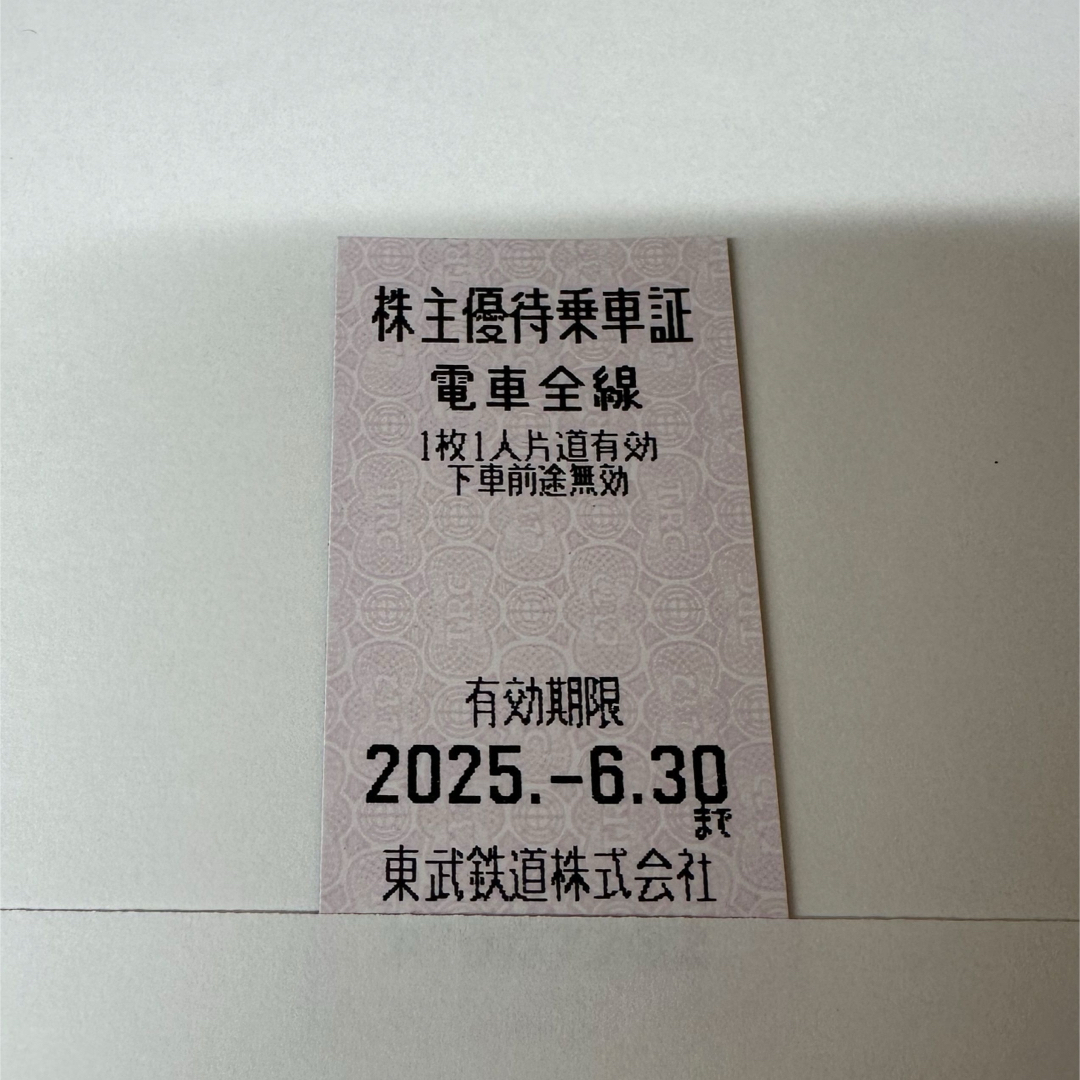 株主優待乗車証
電車全線
1枚1人片道有効
下車前途無効
有効期限
2025.-6.30
まで
東武鉄道株式会社